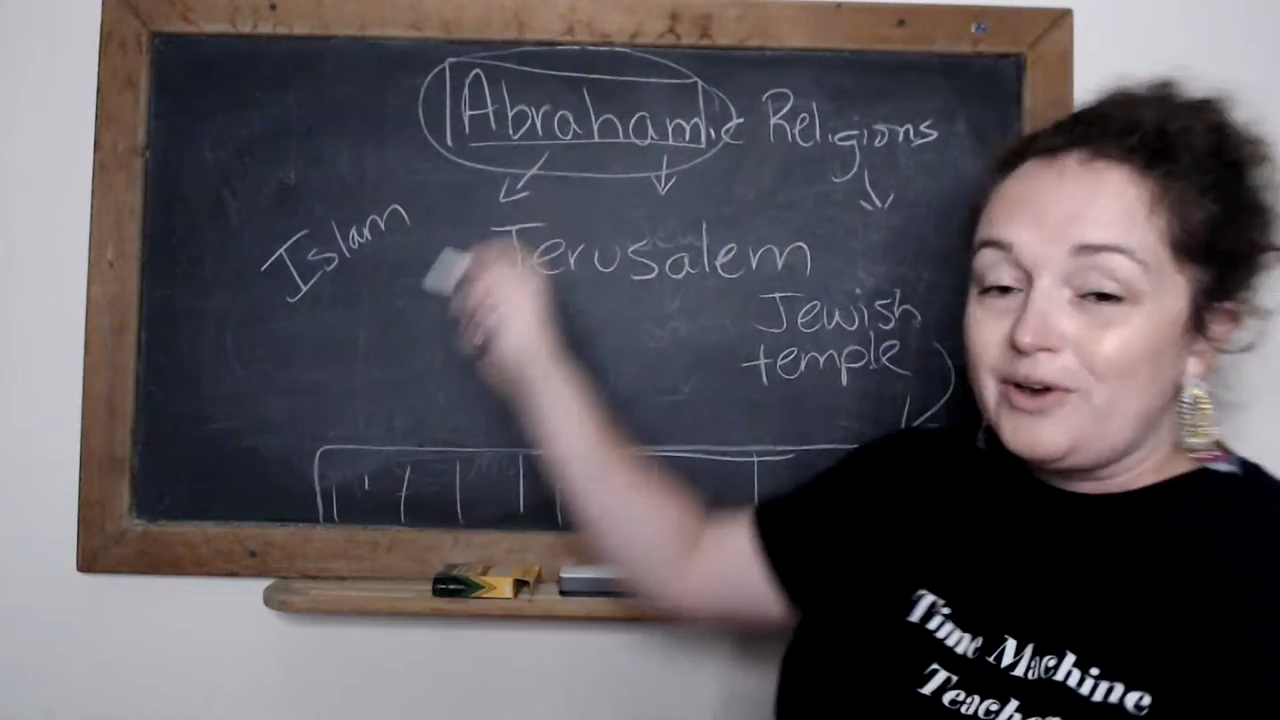 Abrahamic Religions
Islam
Jerusalem
Jewish
temple
Time Machine